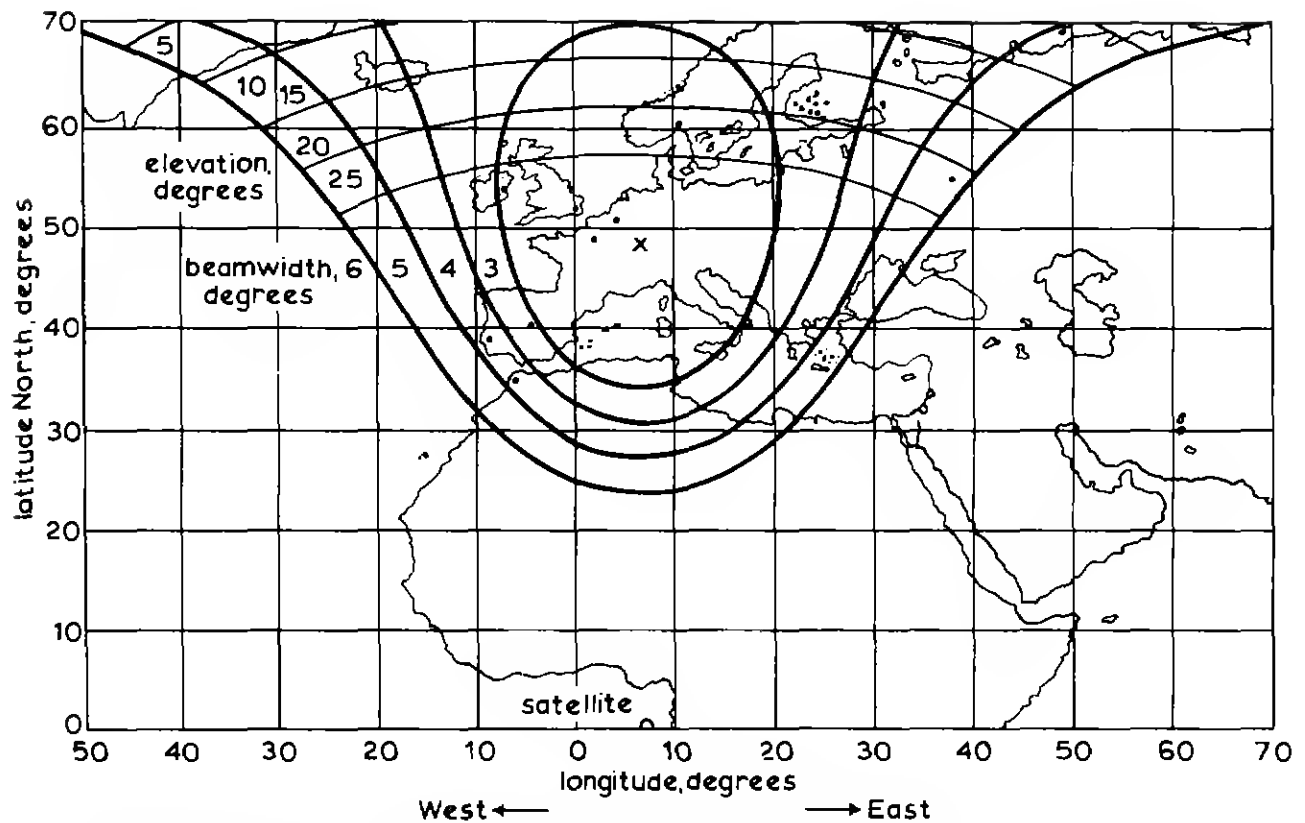 70
5
10 15
60
20
elevation,
degrees
25
50
beamwidth, 6 5 4 3
degrees
x
40
30
20
10
satellite
0
50 40 30 20 10 0 10 20 30 40 50 60 70
longitude, degrees
West East
latitude North, degrees